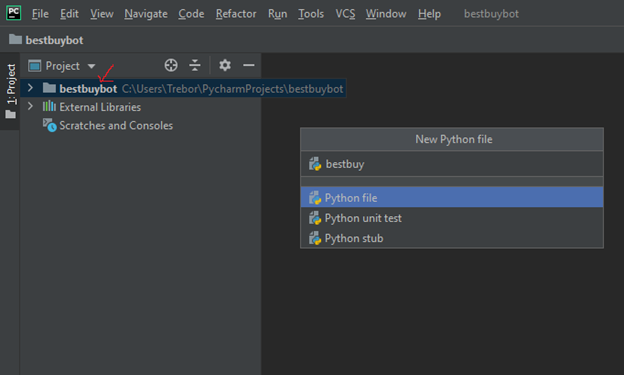 PC File Edit View Navigate Code Refactor Run Tools VCS Window Help bestbuybot
bestbuybot
1: Project
Project
bestbuybot C:\Users\Trebor\PycharmProjects\bestbuybot
External Libraries
Scratches and Consoles
New Python file
bestbuy
Python file
Python unit test
Python stub